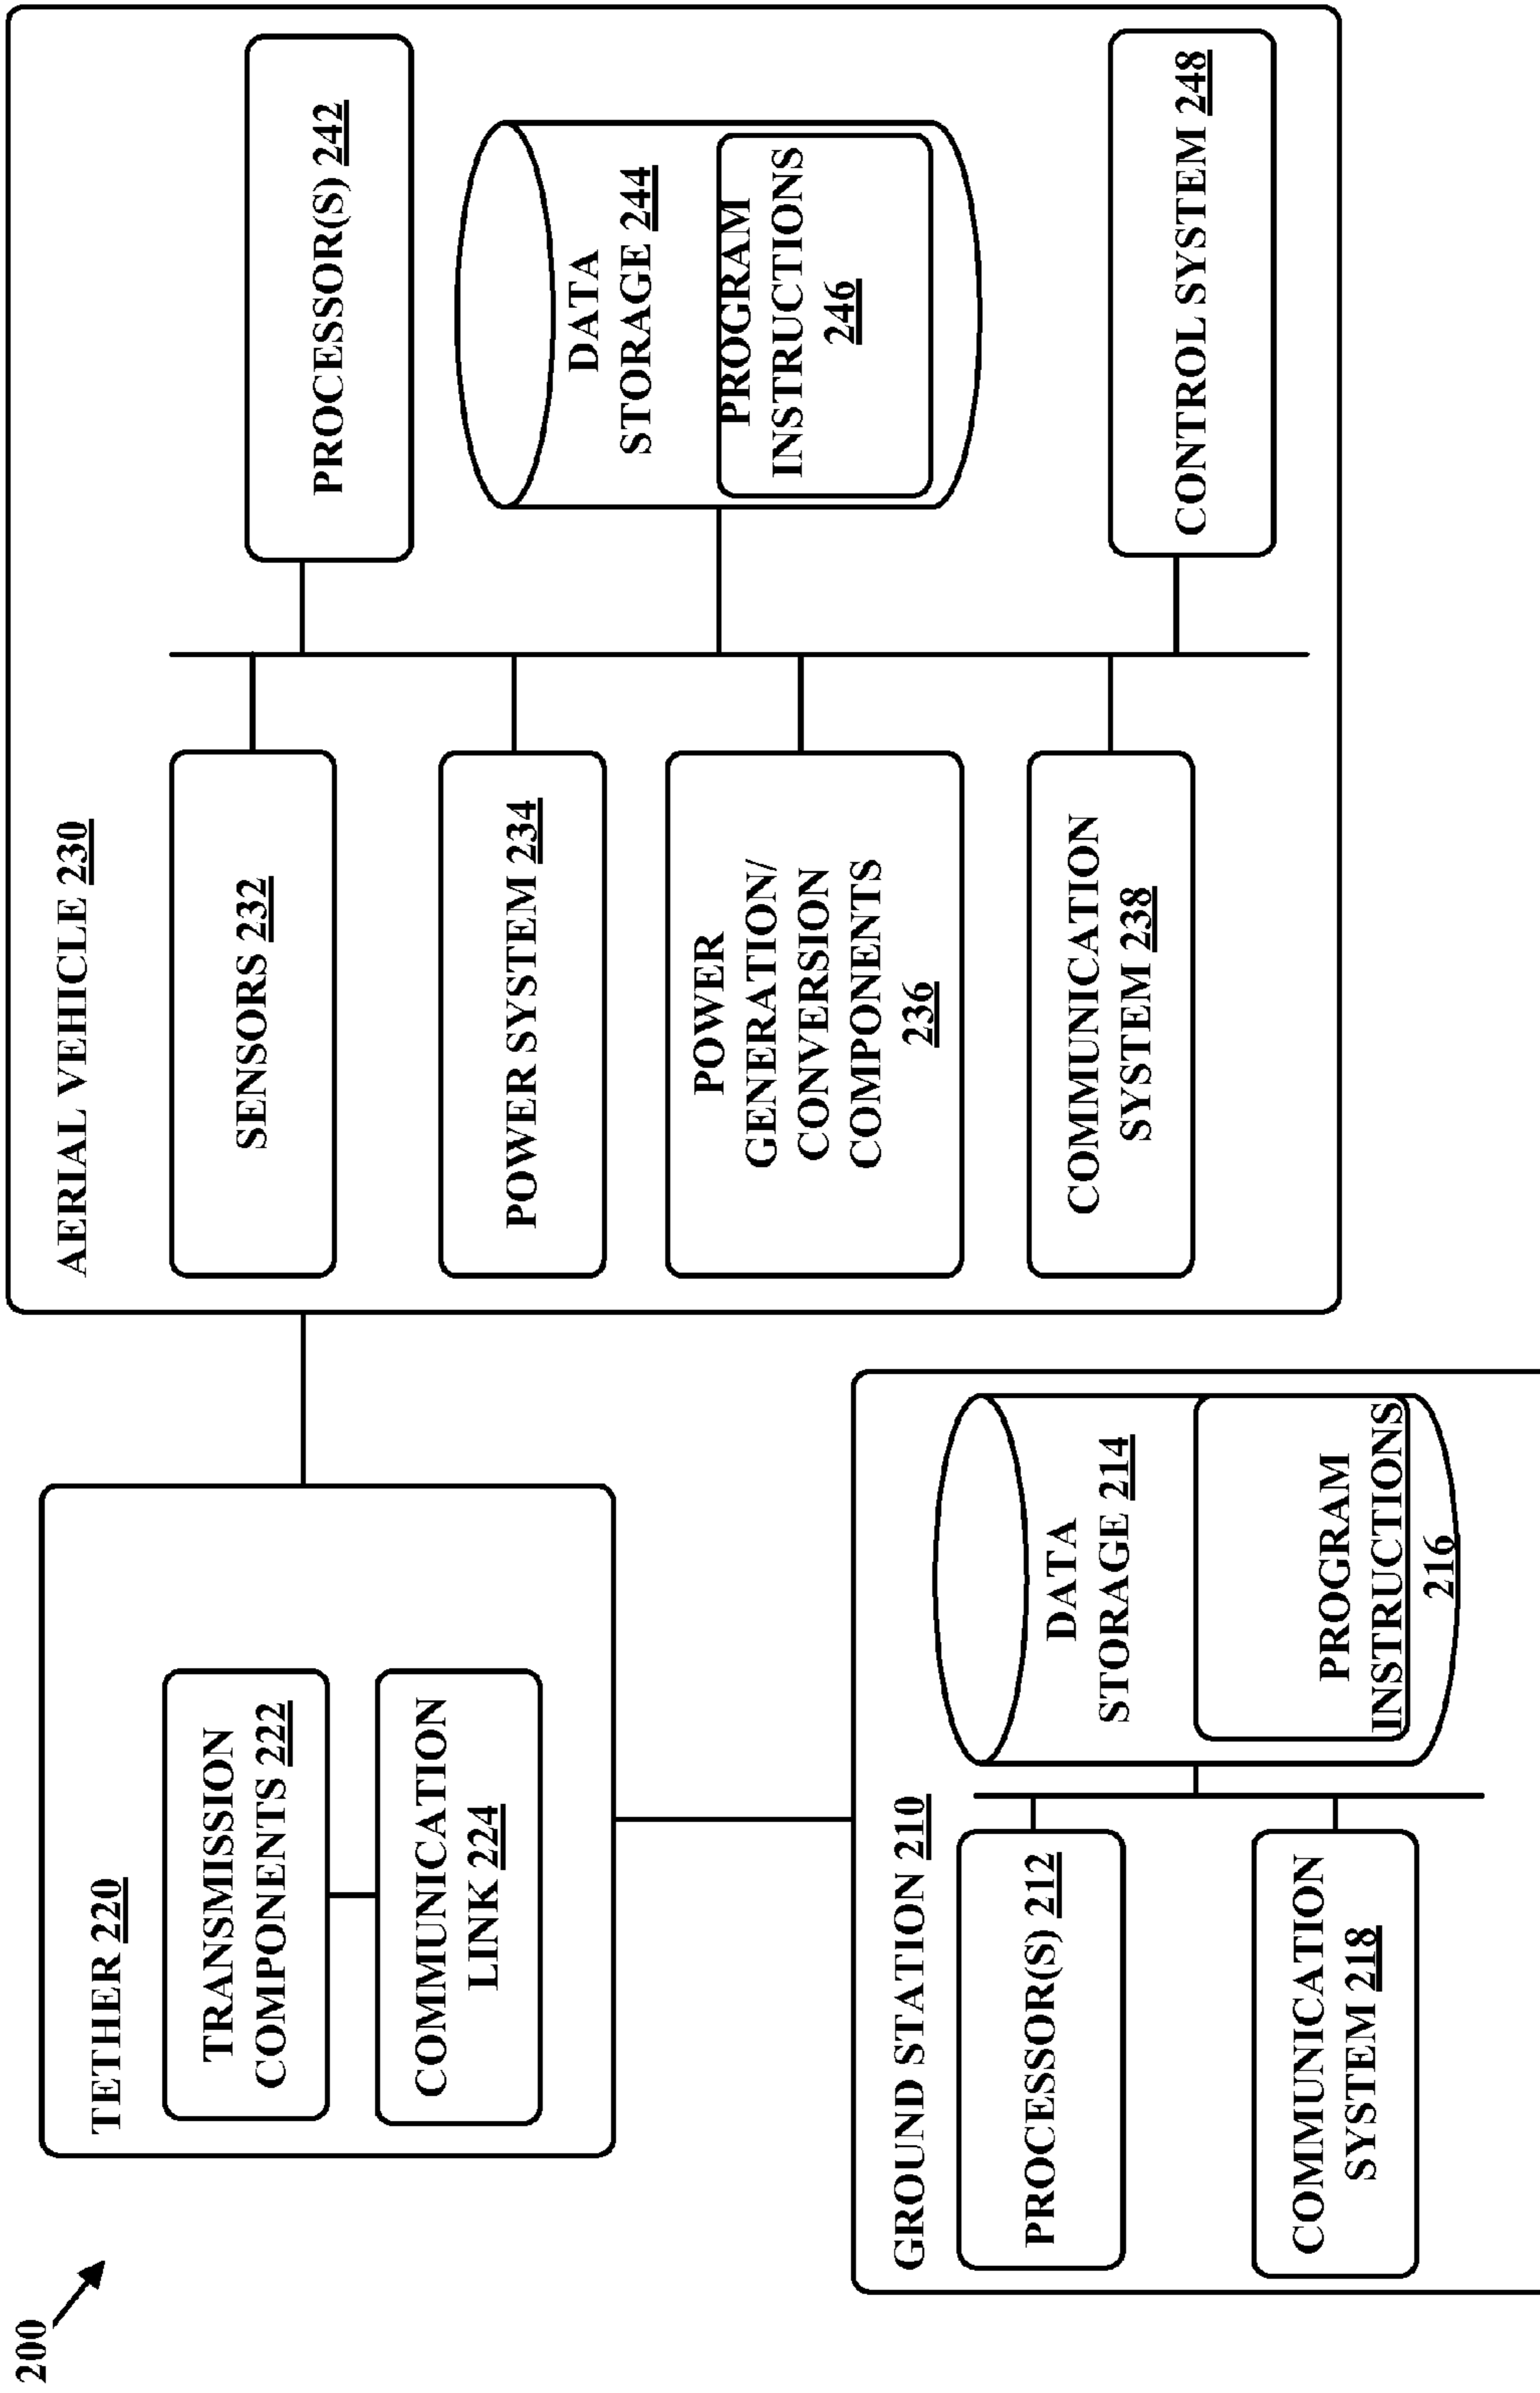 200
TETHER 220
TRANSMISSION
COMPONENTS 222
COMMUNICATION
LINK 224
GROUND STATION 210
PROCESSOR(S) 212
COMMUNICATION
SYSTEM 218
DATA
STORAGE 214
PROGRAM
INSTRUCTIONS
216
AERIAL VEHICLE 230
SENSORS 232
POWER SYSTEM 234
POWER
GENERATION/
CONVERSION
COMPONENTS
236
COMMUNICATION
SYSTEM 238
PROCESSOR(S) 242
DATA
STORAGE 244
PROGRAM
INSTRUCTIONS
246
CONTROL SYSTEM 248